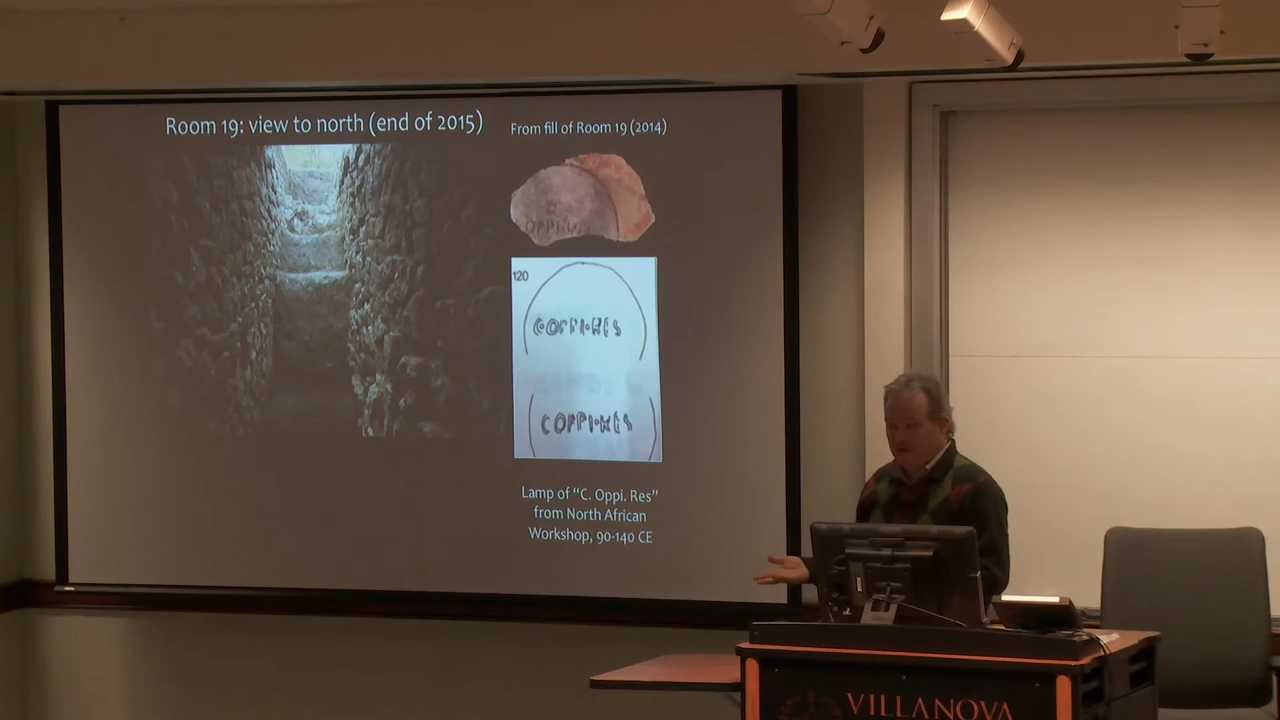 Room 19: view to north (end of 2015)
From fill of Room 19 (2014)
OPPI
120
COPPI·RES
COPPI·RES
Lamp of "C. Oppi. Res"
from North African
Workshop, 90-140 CE
VILLANOVA